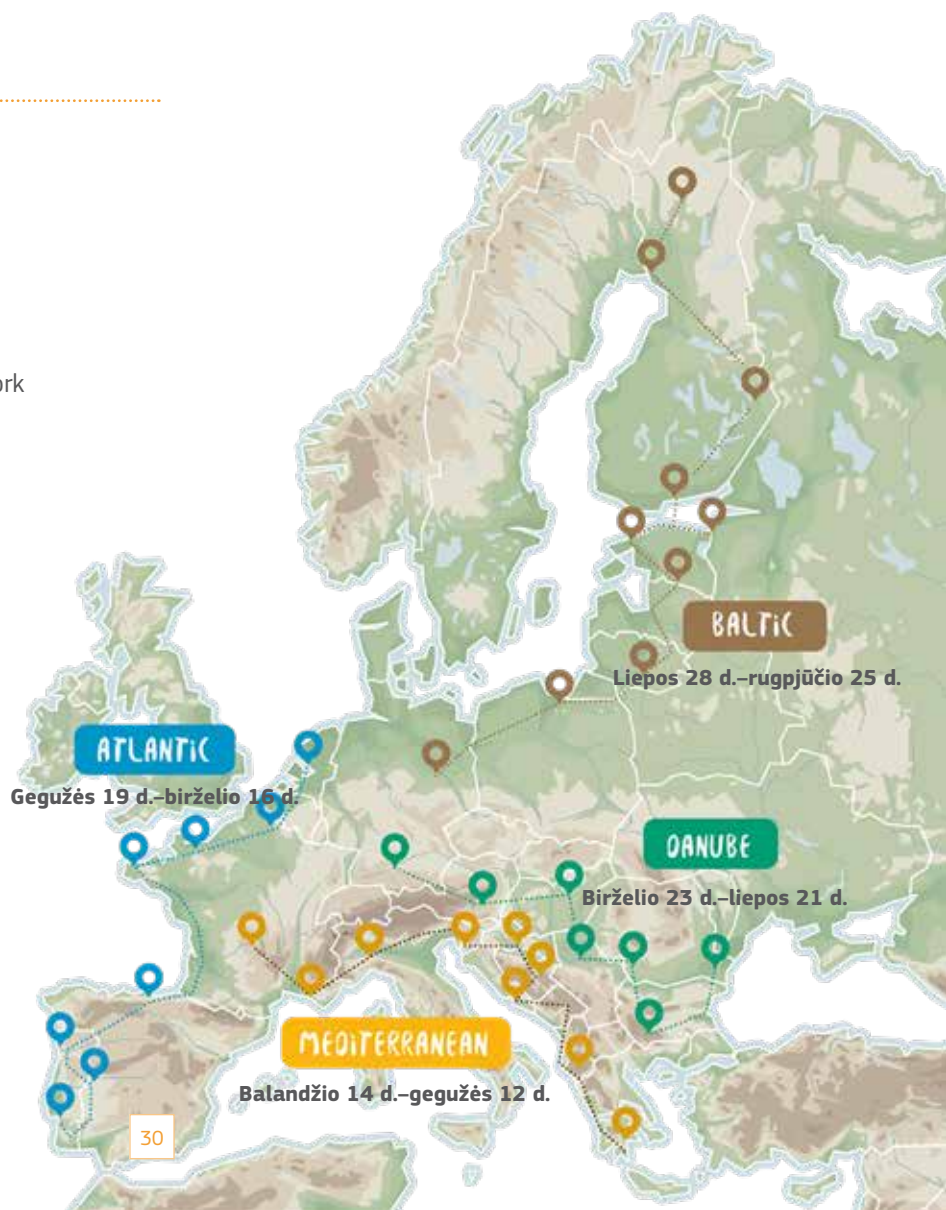 ork
BALTIC
Liepos 28 d.–rugpjūčio 25 d.
ATLANTIC
Gegužės 19 d.–birželio 16 d.
DANUBE
Birželio 23 d.–liepos 21 d.
MEDITERRANEAN
Balandžio 14 d.–gegužės 12 d.
30